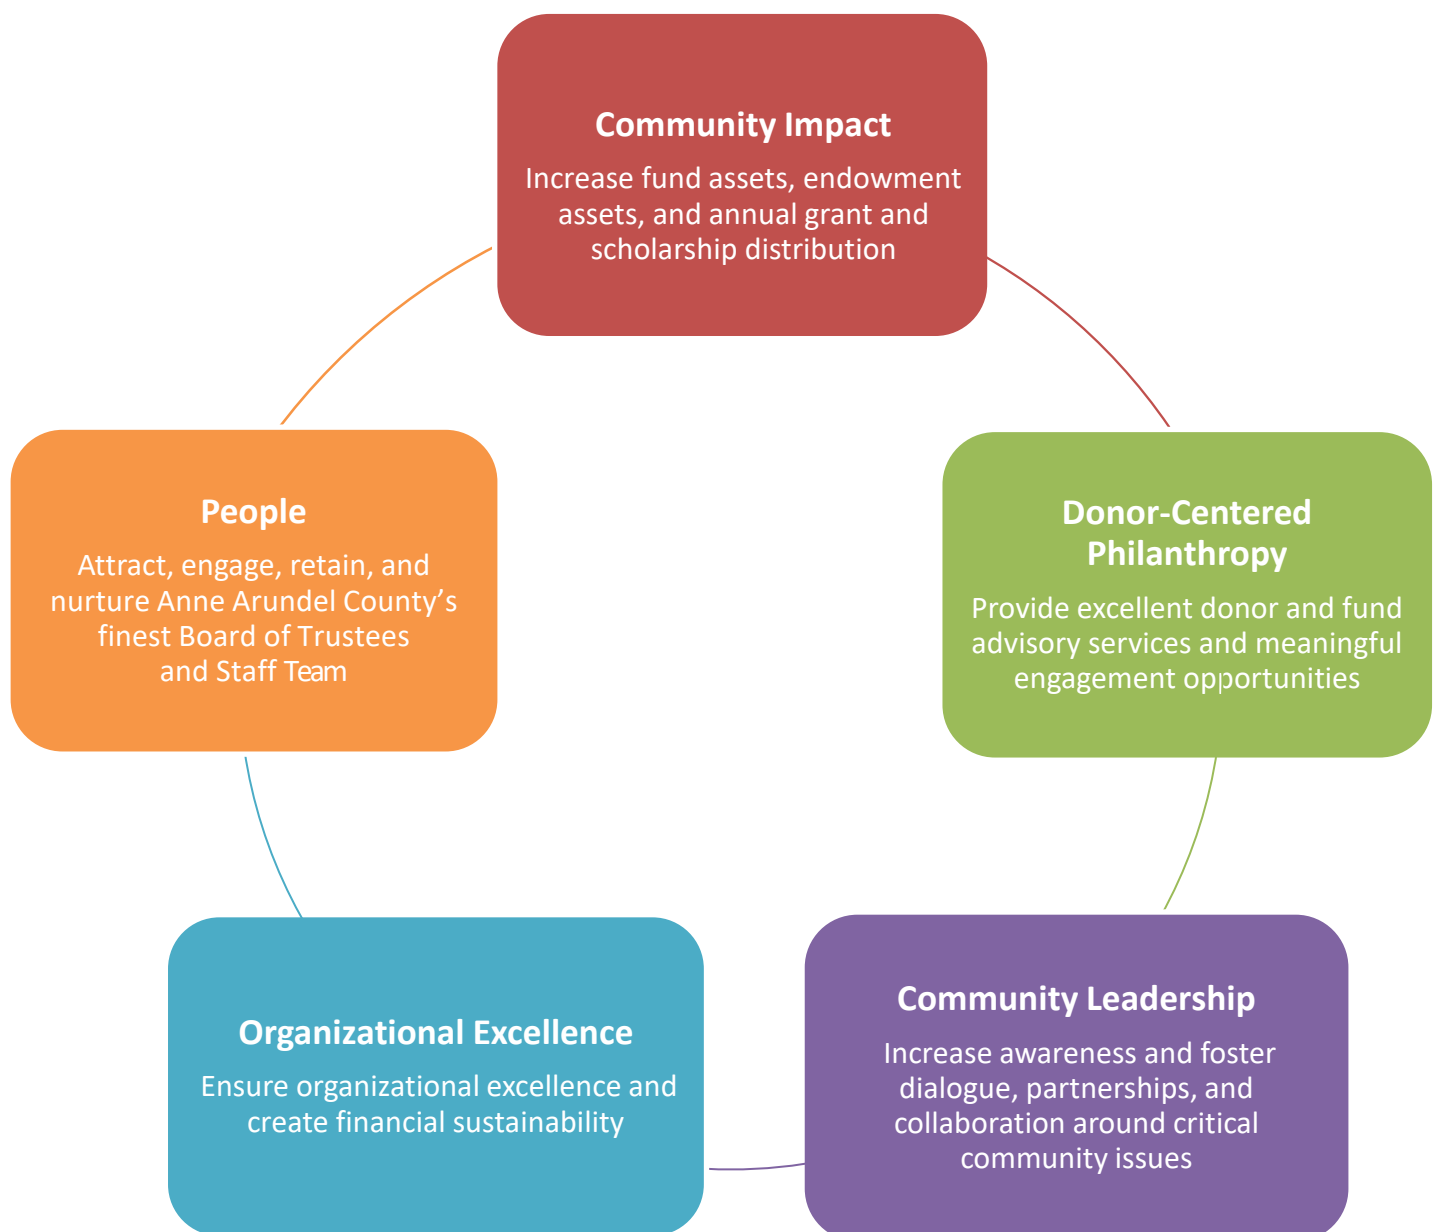 Community Impact
Increase fund assets, endowment
assets, and annual grant and
scholarship distribution
Donor-Centered
Philanthropy
Provide excellent donor and fund
advisory services and meaningful
engagement opportunities
Community Leadership
Increase awareness and foster
dialogue, partnerships, and
collaboration around critical
community issues
Organizational Excellence
Ensure organizational excellence and
create financial sustainability
People
Attract, engage, retain, and
nurture Anne Arundel County’s
finest Board of Trustees
and Staff Team